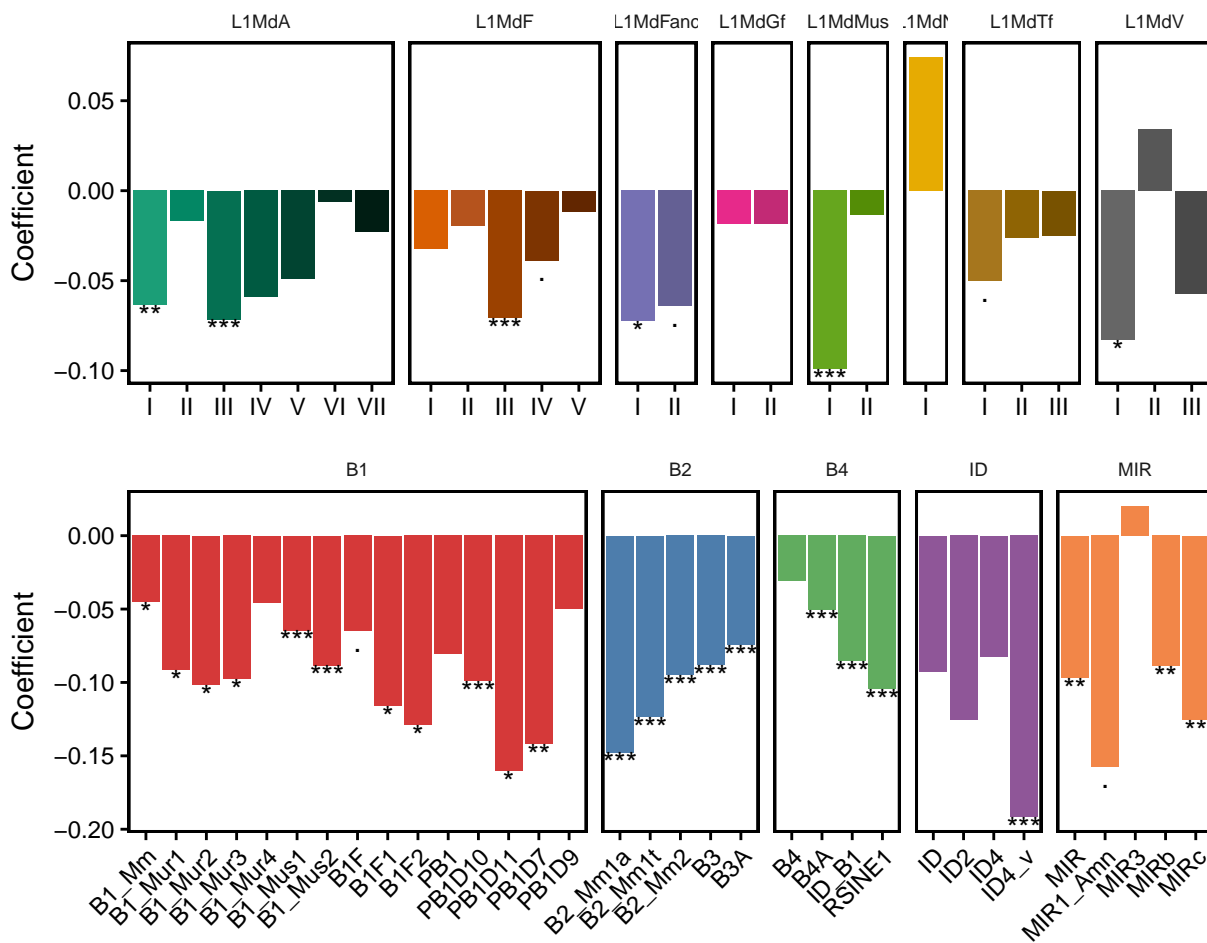 L1MdA L1MdF L1MdFanc L1MdGf L1MdMus L1MdTf L1MdV
Coefficient
0.05
0.00
−0.05
−0.10
** *** *** . * . *** . *
I II III IV V VI VII I II III IV V I II I II I II I I II III I II III
B1 B2 B4 ID MIR
Coefficient
0.00
−0.05
−0.10
−0.15
−0.20
* * * * *** *** . * * *** * ** *** *** *** *** *** *** *** *** *** ** . ** **
B1_Mm B1_Mur1 B1_Mur2 B1_Mur3 B1_Mur4 B1_Mus1 B1_Mus2 B1F B1F1 B1F2 PB1 PB1D10 PB1D11 PB1D7 PB1D9 B2_Mm1a B2_Mm1t B2_Mm2 B3 B3A B4 B4A ID_B1 RSINE1 ID ID2 ID4 ID4_v MIR MIR1_Amn MIR3 MIRb MIRc